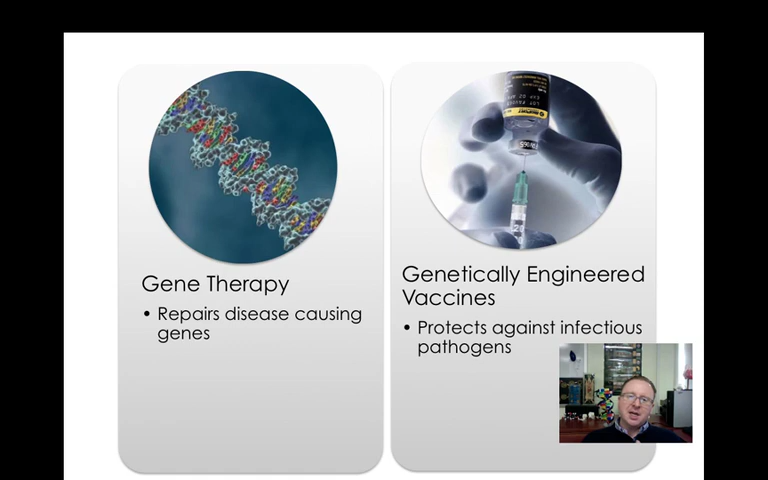 Gene Therapy
• Repairs disease causing
genes
Genetically Engineered
Vaccines
• Protects against infectious
pathogens